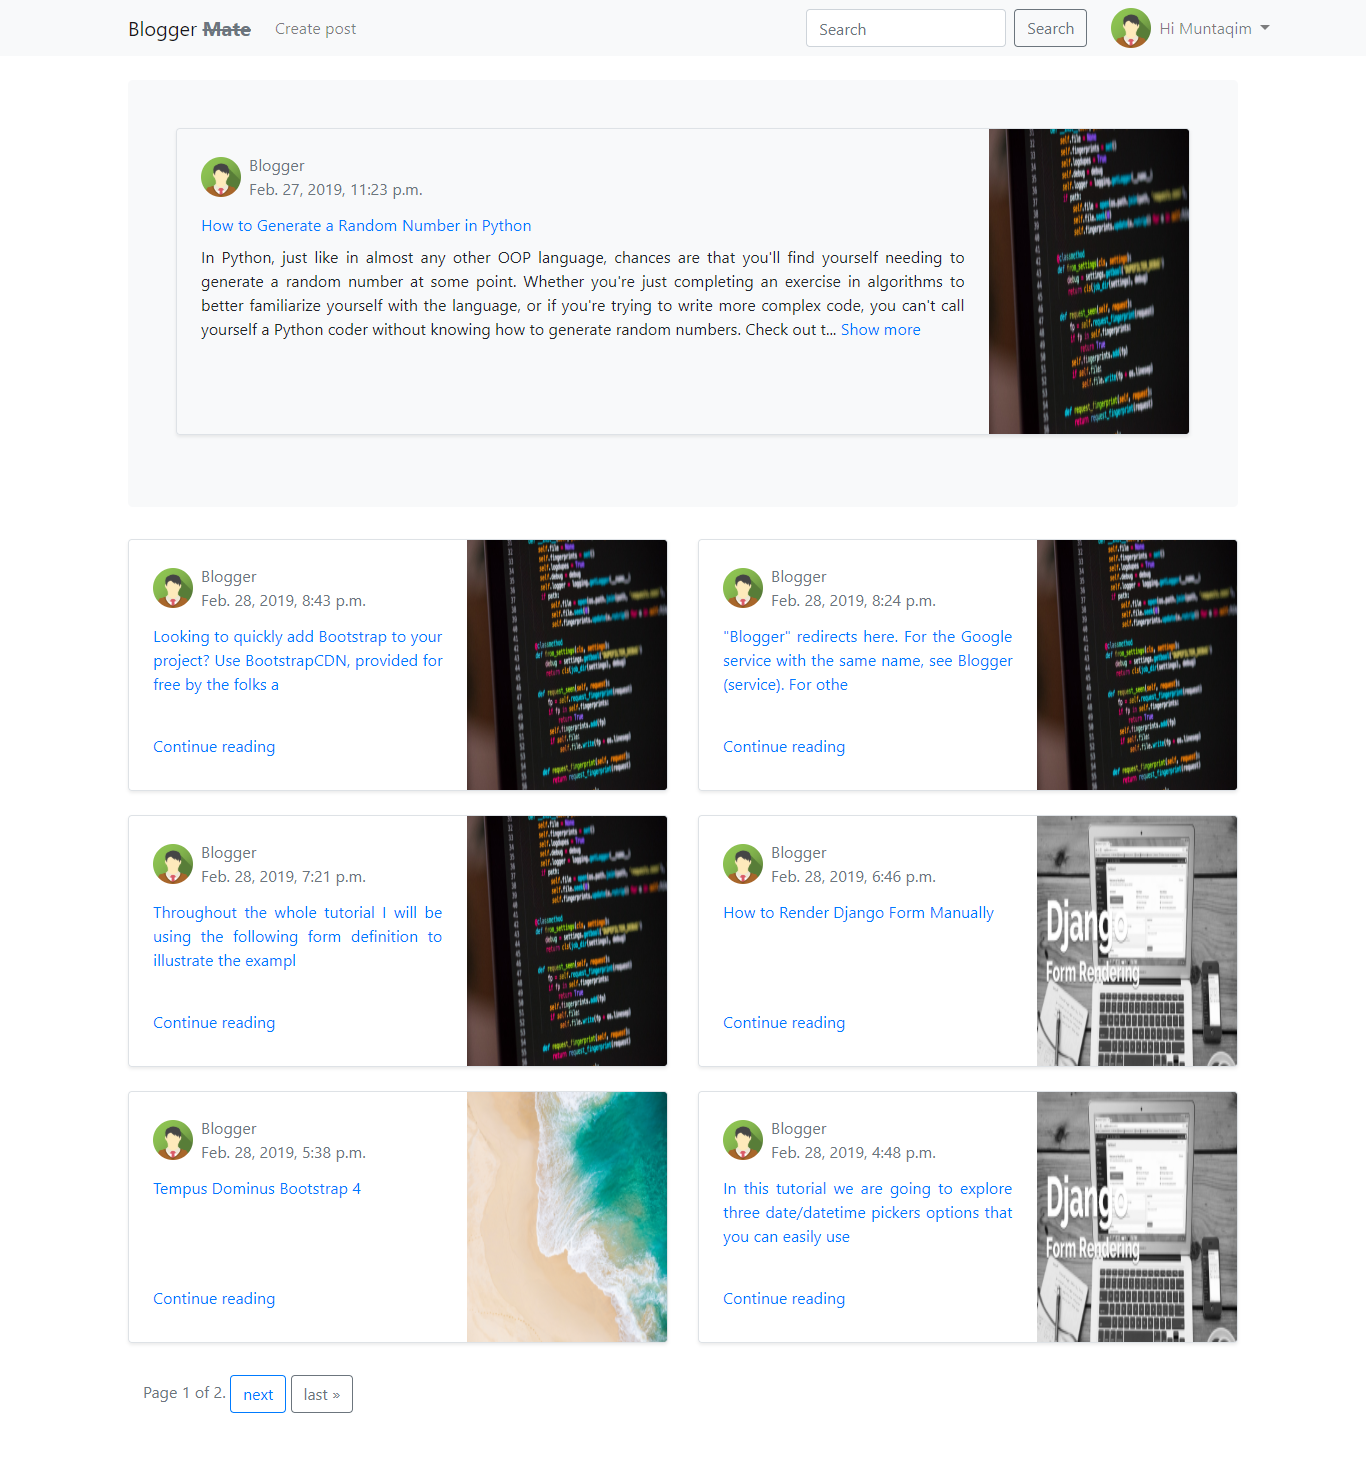 Blogger Mate Create post Search Search Hi Muntaqim
Blogger
Feb. 27, 2019, 11:23 p.m.
How to Generate a Random Number in Python
In Python, just like in almost any other OOP language, chances are that you'll find yourself needing to
generate a random number at some point. Whether you're just completing an exercise in algorithms to
better familiarize yourself with the language, or if you're trying to write more complex code, you can't call
yourself a Python coder without knowing how to generate random numbers. Check out t... Show more
Blogger
Feb. 28, 2019, 8:43 p.m.
Looking to quickly add Bootstrap to your
project? Use BootstrapCDN, provided for
free by the folks a
Continue reading
Blogger
Feb. 28, 2019, 8:24 p.m.
"Blogger" redirects here. For the Google
service with the same name, see Blogger
(service). For othe
Continue reading
Blogger
Feb. 28, 2019, 7:21 p.m.
Throughout the whole tutorial I will be
using the following form definition to
illustrate the exampl
Continue reading
Blogger
Feb. 28, 2019, 6:46 p.m.
How to Render Django Form Manually
Continue reading
Django
Form Rendering
Blogger
Feb. 28, 2019, 5:38 p.m.
Tempus Dominus Bootstrap 4
Continue reading
Blogger
Feb. 28, 2019, 4:48 p.m.
In this tutorial we are going to explore
three date/datetime pickers options that
you can easily use
Continue reading
Django
Form Rendering
Page 1 of 2. next last »